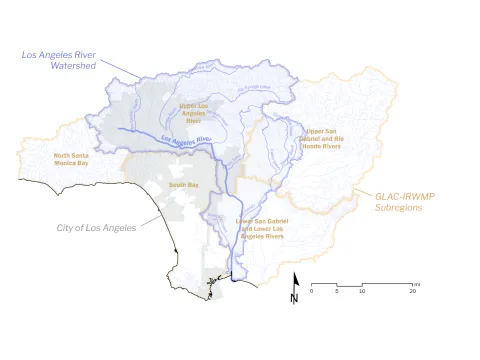 Los Angeles River
Watershed
Upper Los
Angeles
River
Los Angeles River
Upper San
Gabriel and Rio
Hondo Rivers
North Santa
Monica Bay
South Bay
GLAC-IRWMP
Subregions
City of Los Angeles
Lower San Gabriel
and Lower Los
Angeles Rivers
N
mi
0 5 10 20